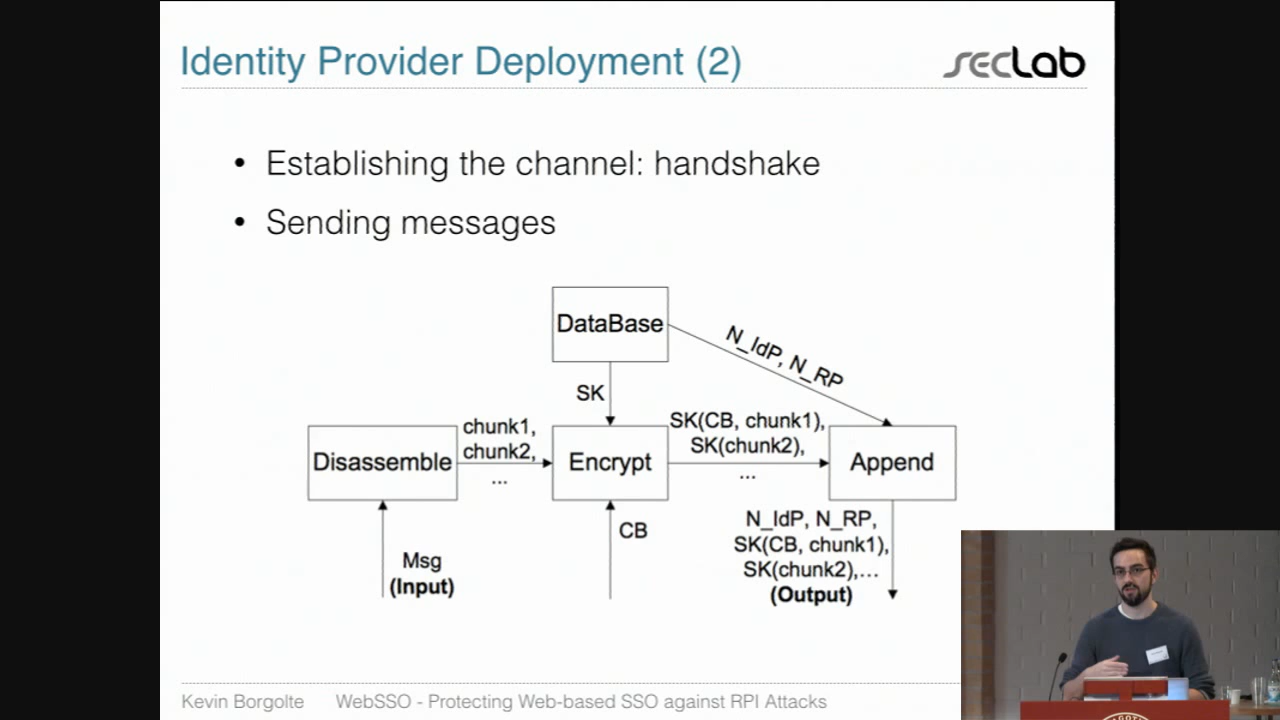 Identity Provider Deployment (2)
secLab
• Establishing the channel: handshake
• Sending messages
DataBase
N_IdP, N_RP
SK
chunk1,
chunk2,
...
SK(CB, chunk1),
SK(chunk2),
...
Disassemble
Encrypt
Append
Msg
(Input)
CB
N_IdP, N_RP,
SK(CB, chunk1),
SK(chunk2),...
(Output)
Kevin Borgolte
WebSSO - Protecting Web-based SSO against RPI Attacks